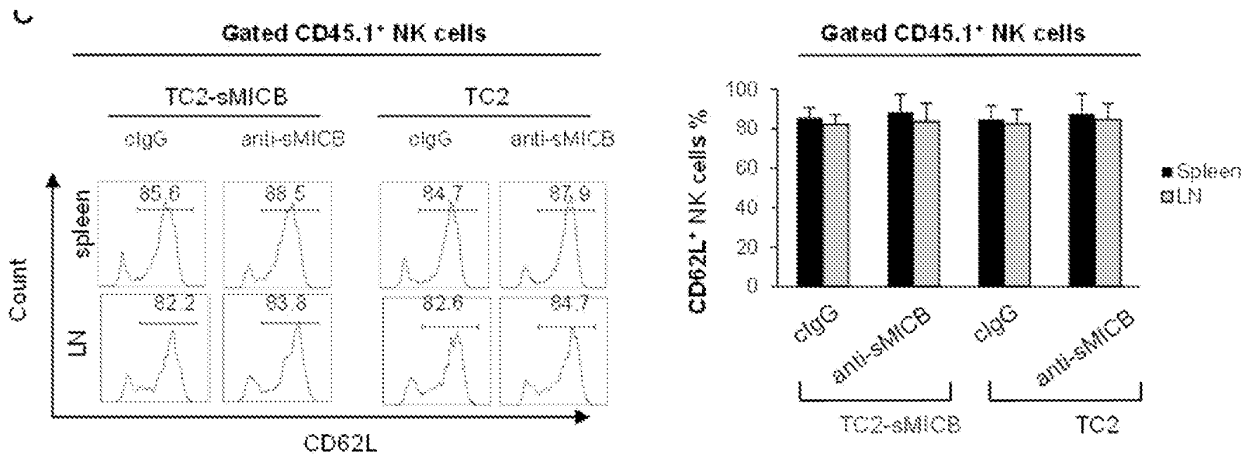 C
Gated CD45.1⁺ NK cells
TC2-sMICB TC2
cIgG anti-sMICB cIgG anti-sMICB
spleen
85.6 88.5 84.7 87.9
LN
82.2 83.8 82.6 84.7
Count
CD62L
Gated CD45.1⁺ NK cells
CD62L⁺ NK cells %
100
80
60
40
20
0
Spleen
LN
cIgG anti-sMICB cIgG anti-sMICB
TC2-sMICB TC2